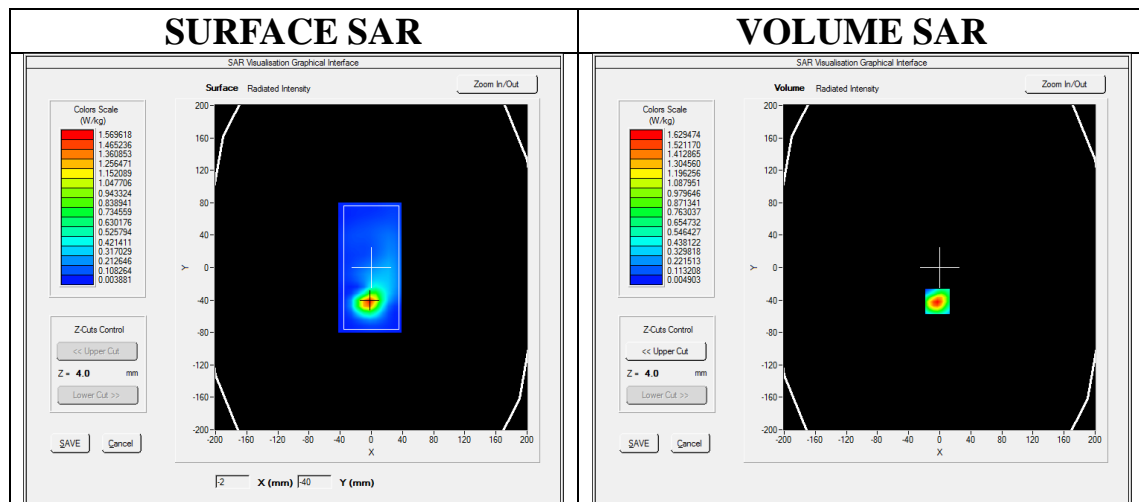 SURFACE SAR
SAR Visualisation Graphical Interface
Surface Radiated Intensity
Zoom In/Out
Colors Scale
(W/kg)
1.569618
1.465236
1.360853
1.256471
1.152089
1.047706
0.943324
0.838941
0.734559
0.630176
0.525794
0.421411
0.317029
0.212646
0.108264
0.003881
Z-Cuts Control
<< Upper Cut
Z = 4.0 mm
Lower Cut >>
SAVE Cancel
200
160
120
80
40
0
-40
-80
-120
-160
-200
Y
-200 -160 -120 -80 -40 0 40 80 120 160 200
X
-2 X (mm) -40 Y (mm)
VOLUME SAR
SAR Visualisation Graphical Interface
Volume Radiated Intensity
Zoom In/Out
Colors Scale
(W/kg)
1.629474
1.521170
1.412865
1.304560
1.196256
1.087951
0.979646
0.871341
0.763037
0.654732
0.546427
0.438122
0.329818
0.221513
0.113208
0.004903
Z-Cuts Control
<< Upper Cut
Z = 4.0 mm
Lower Cut >>
SAVE Cancel
200
160
120
80
40
0
-40
-80
-120
-160
-200
Y
-200 -160 -120 -80 -40 0 40 80 120 160 200
X